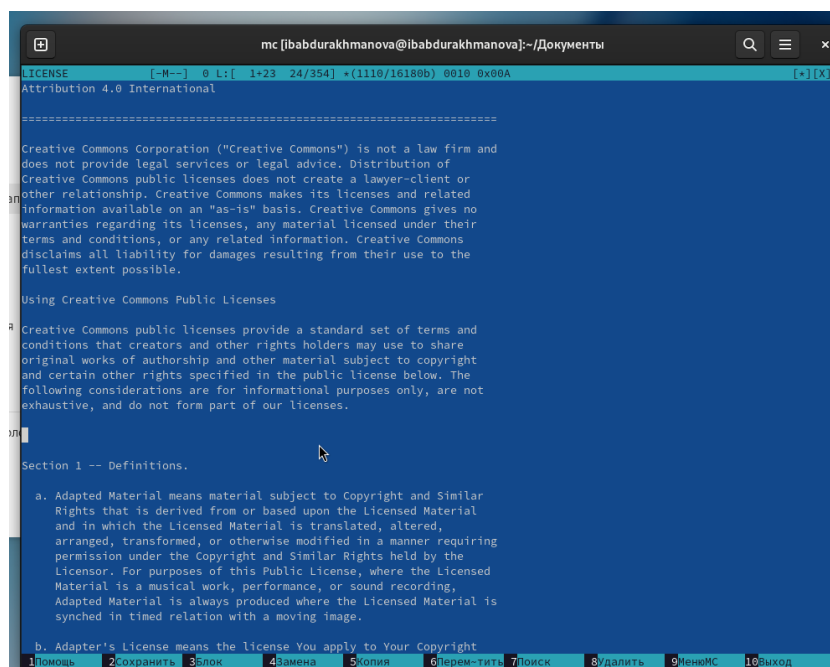 mc [ibabdurakhmanova@ibabdurakhmanova]:~/Документы
LICENSE [-M--] 0 L:[ 1+23 24/354] *(1110/16180b) 0010 0x00A [*][X]
Attribution 4.0 International
=======================================================================
Creative Commons Corporation ("Creative Commons") is not a law firm and
does not provide legal services or legal advice. Distribution of
Creative Commons public licenses does not create a lawyer-client or
other relationship. Creative Commons makes its licenses and related
information available on an "as-is" basis. Creative Commons gives no
warranties regarding its licenses, any material licensed under their
terms and conditions, or any related information. Creative Commons
disclaims all liability for damages resulting from their use to the
fullest extent possible.
Using Creative Commons Public Licenses
Creative Commons public licenses provide a standard set of terms and
conditions that creators and other rights holders may use to share
original works of authorship and other material subject to copyright
and certain other rights specified in the public license below. The
following considerations are for informational purposes only, are not
exhaustive, and do not form part of our licenses.
Section 1 -- Definitions.
a. Adapted Material means material subject to Copyright and Similar
Rights that is derived from or based upon the Licensed Material
and in which the Licensed Material is translated, altered,
arranged, transformed, or otherwise modified in a manner requiring
permission under the Copyright and Similar Rights held by the
Licensor. For purposes of this Public License, where the Licensed
Material is a musical work, performance, or sound recording,
Adapted Material is always produced where the Licensed Material is
synched in timed relation with a moving image.
b. Adapter's License means the license You apply to Your Copyright
1Помощь 2Сохранить 3Блок 4Замена 5Копия 6Перем~тить 7Поиск 8Удалить 9МенюMC 10Выход